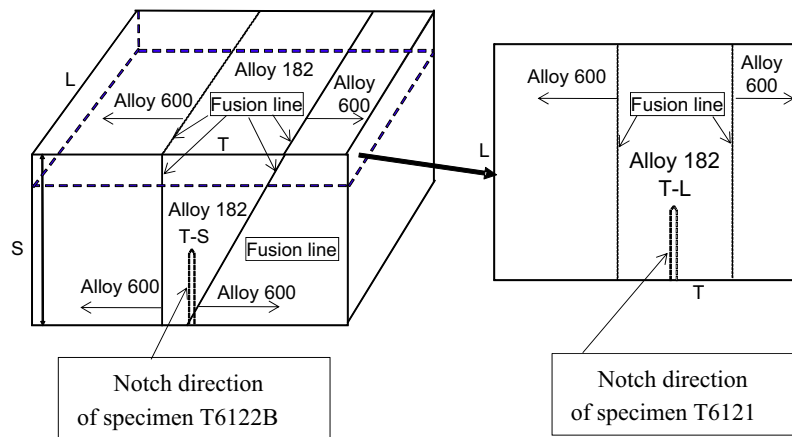 L
Alloy 182
Alloy 600
Alloy
600
Fusion line
T
Alloy 182
T-S
Fusion line
S
Alloy 600
Alloy 600
Notch direction
of specimen T6122B
Alloy 600
Alloy
600
Fusion line
L
Alloy 182
T-L
T
Notch direction
of specimen T6121